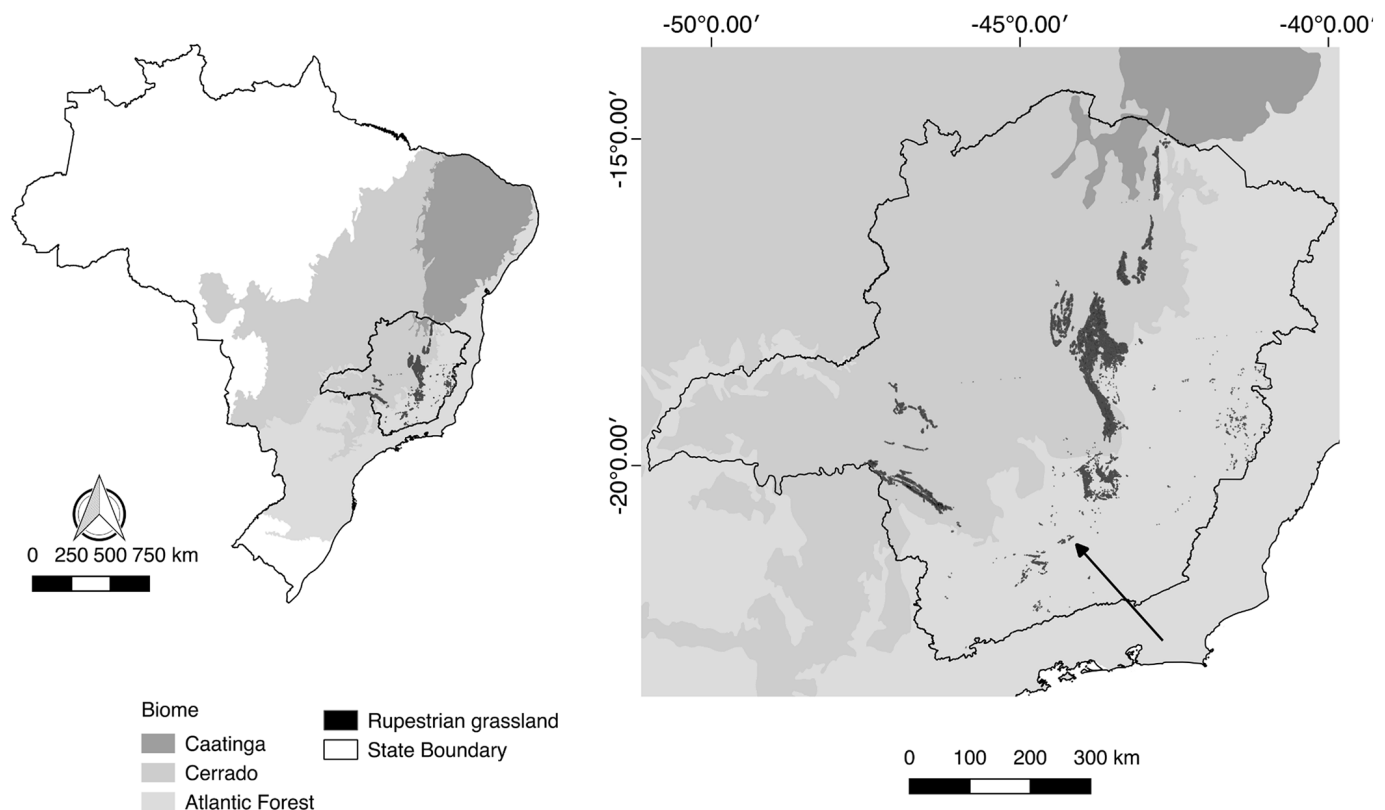 -50°0.00′ -45°0.00′ -40°0.00′
-15°0.00′
-20°0.00′
0 250 500 750 km
Biome
Caatinga
Cerrado
Atlantic Forest
Rupestrian grassland
State Boundary
0 100 200 300 km